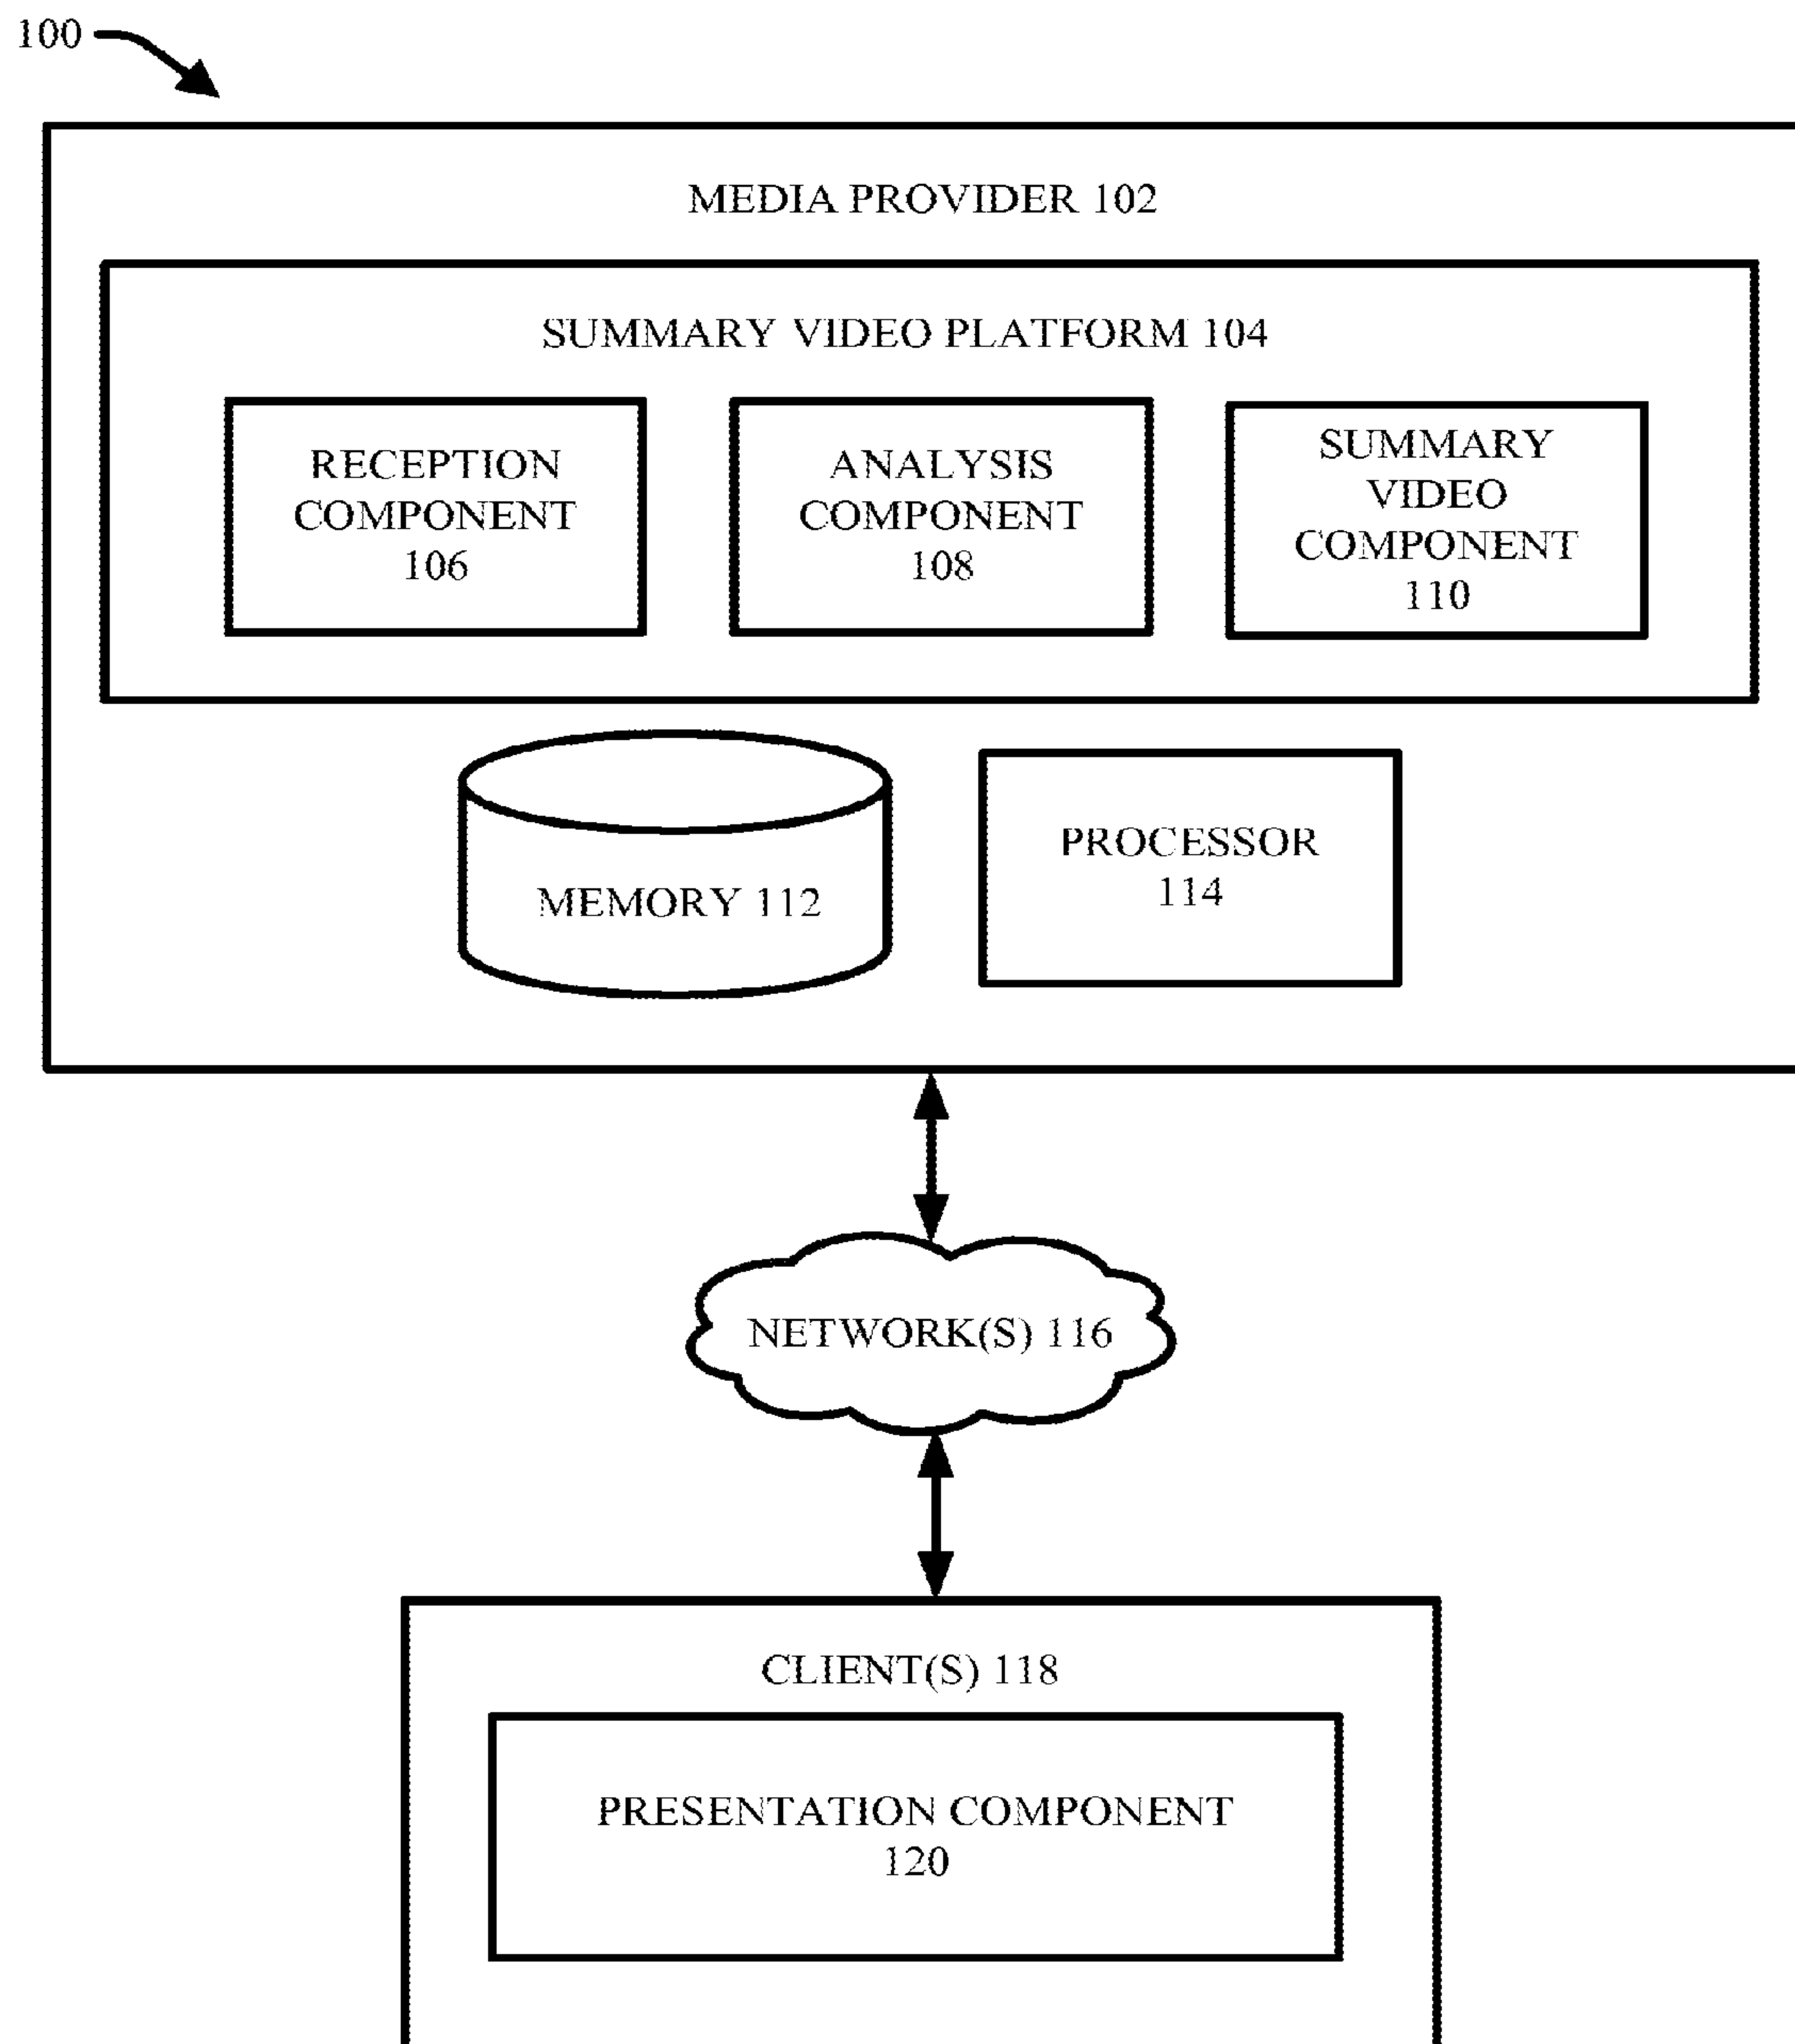 100
MEDIA PROVIDER 102
SUMMARY VIDEO PLATFORM 104
RECEPTION
COMPONENT
106
ANALYSIS
COMPONENT
108
SUMMARY
VIDEO
COMPONENT
110
MEMORY 112
PROCESSOR
114
NETWORK(S) 116
CLIENT(S) 118
PRESENTATION COMPONENT
120